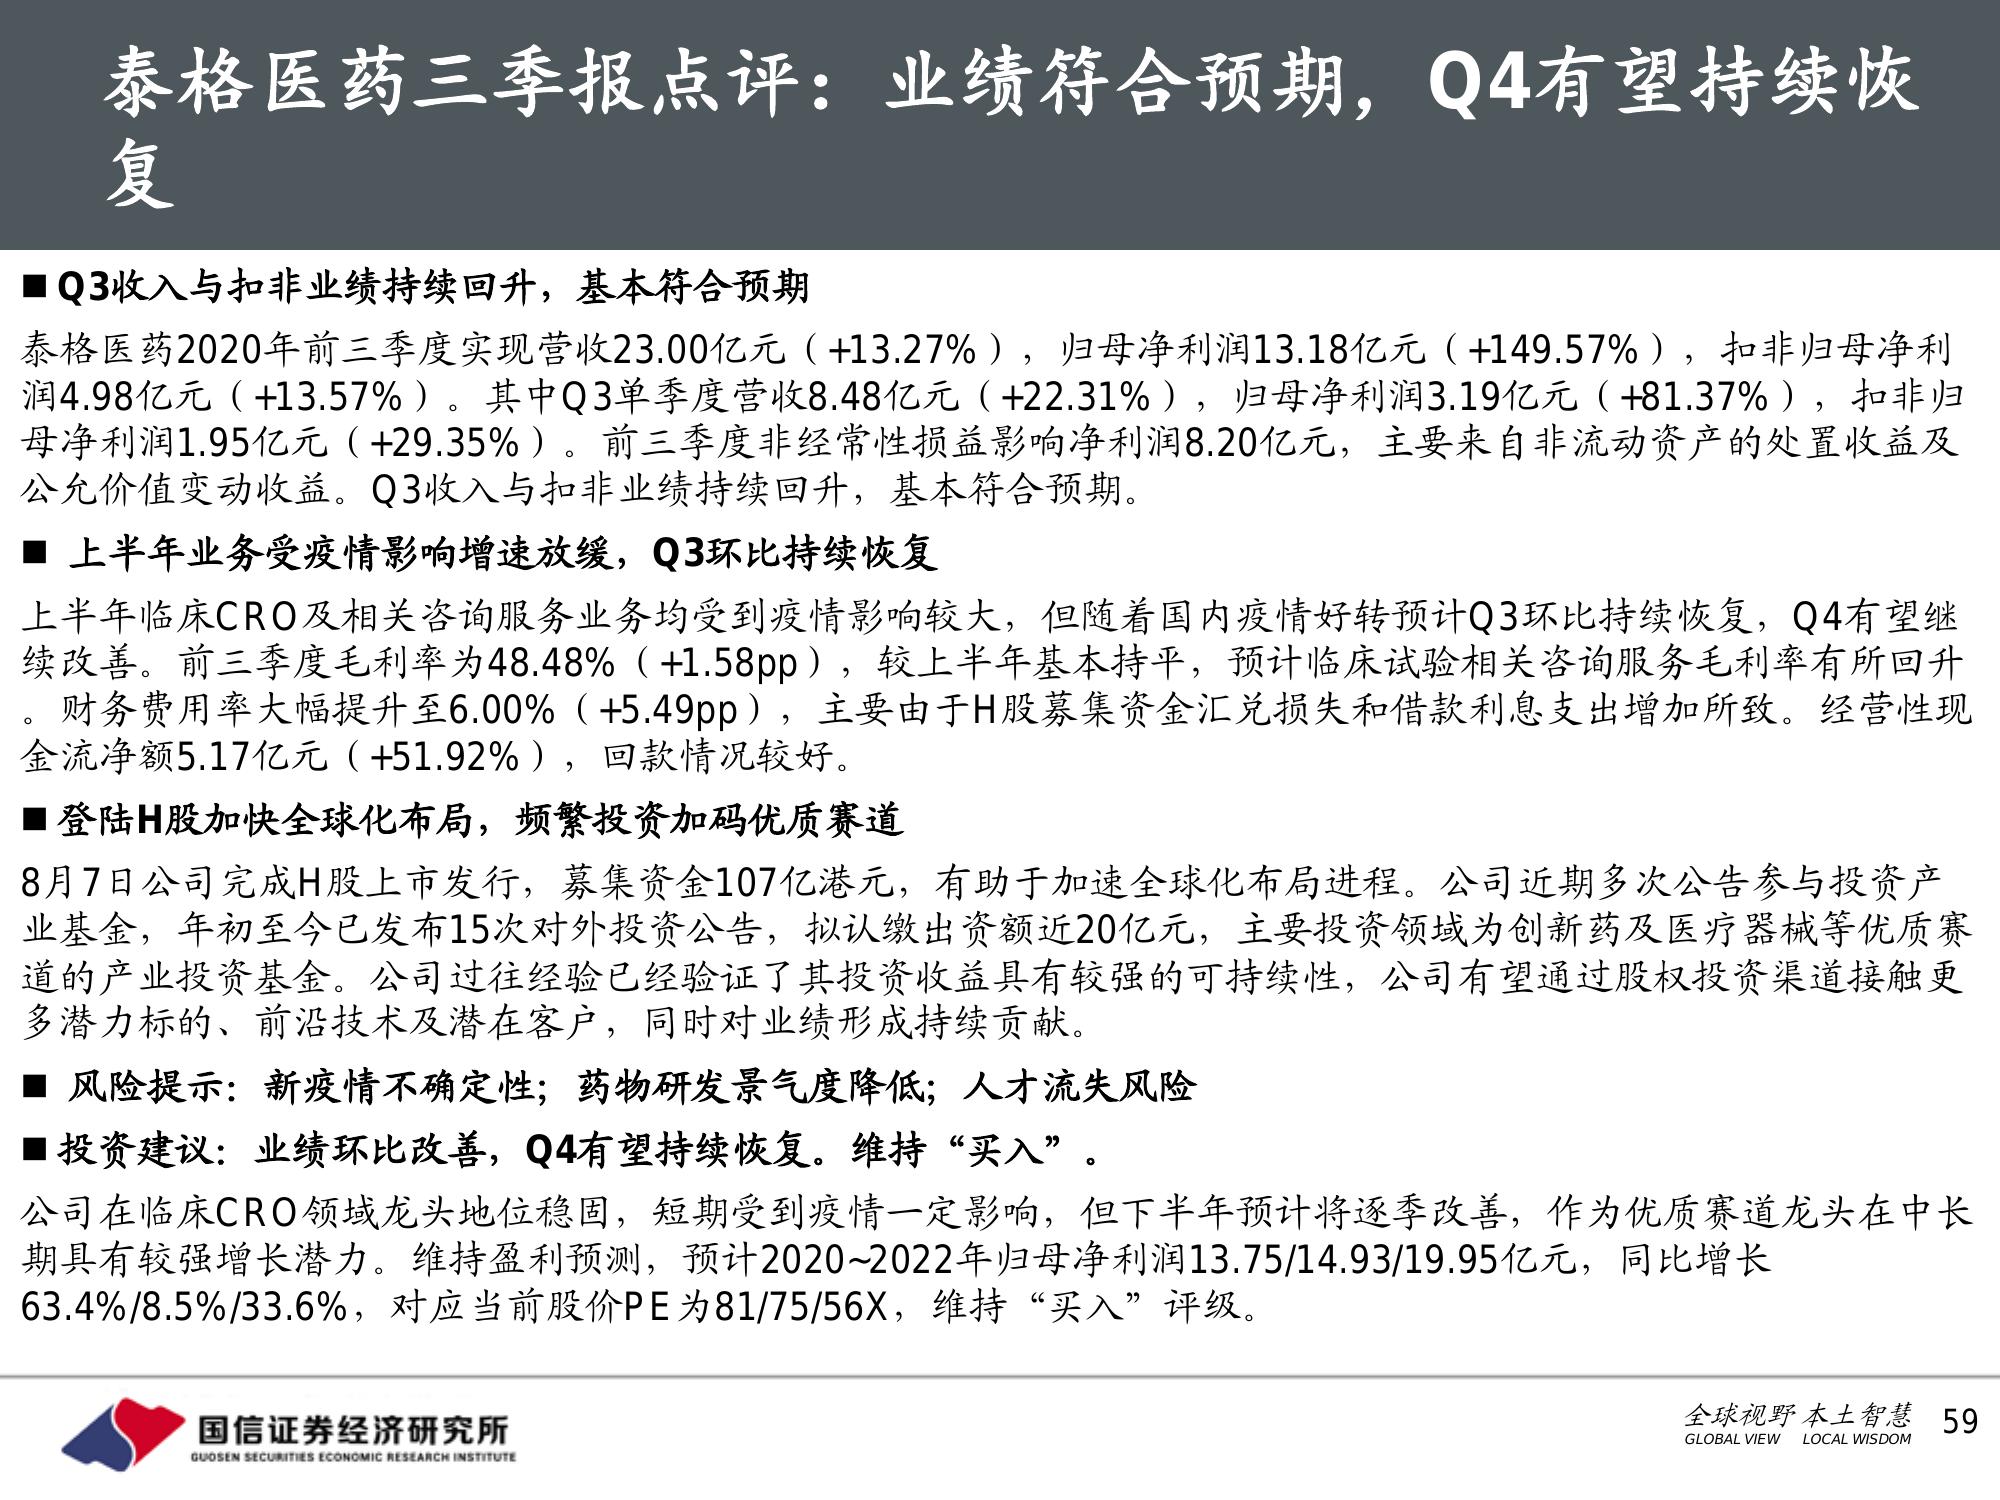 泰格医药三季报点评：业绩符合预期，Q4有望持续恢
复
■ Q3收入与扣非业绩持续回升，基本符合预期
泰格医药2020年前三季度实现营收23.00亿元（+13.27%），归母净利润13.18亿元（+149.57%），扣非归母净利
润4.98亿元（+13.57%）。其中Q3单季度营收8.48亿元（+22.31%），归母净利润3.19亿元（+81.37%），扣非归
母净利润1.95亿元（+29.35%）。前三季度非经常性损益影响净利润8.20亿元，主要来自非流动资产的处置收益及
公允价值变动收益。Q3收入与扣非业绩持续回升，基本符合预期。
■ 上半年业务受疫情影响增速放缓，Q3环比持续恢复
上半年临床CRO及相关咨询服务业务均受到疫情影响较大，但随着国内疫情好转预计Q3环比持续恢复，Q4有望继
续改善。前三季度毛利率为48.48%（+1.58pp），较上半年基本持平，预计临床试验相关咨询服务毛利率有所回升
。财务费用率大幅提升至6.00%（+5.49pp），主要由于H股募集资金汇兑损失和借款利息支出增加所致。经营性现
金流净额5.17亿元（+51.92%），回款情况较好。
■ 登陆H股加快全球化布局，频繁投资加码优质赛道
8月7日公司完成H股上市发行，募集资金107亿港元，有助于加速全球化布局进程。公司近期多次公告参与投资产
业基金，年初至今已发布15次对外投资公告，拟认缴出资额近20亿元，主要投资领域为创新药及医疗器械等优质赛
道的产业投资基金。公司过往经验已经验证了其投资收益具有较强的可持续性，公司有望通过股权投资渠道接触更
多潜力标的、前沿技术及潜在客户，同时对业绩形成持续贡献。
■ 风险提示：新疫情不确定性；药物研发景气度降低；人才流失风险
■ 投资建议：业绩环比改善，Q4有望持续恢复。维持“买入”。
公司在临床CRO领域龙头地位稳固，短期受到疫情一定影响，但下半年预计将逐季改善，作为优质赛道龙头在中长
期具有较强增长潜力。维持盈利预测，预计2020~2022年归母净利润13.75/14.93/19.95亿元，同比增长
63.4%/8.5%/33.6%，对应当前股价PE为81/75/56X，维持“买入”评级。
国信证券经济研究所
GUOSEN SECURITIES ECONOMIC RESEARCH INSTITUTE
全球视野 本土智慧
GLOBAL VIEW LOCAL WISDOM
59